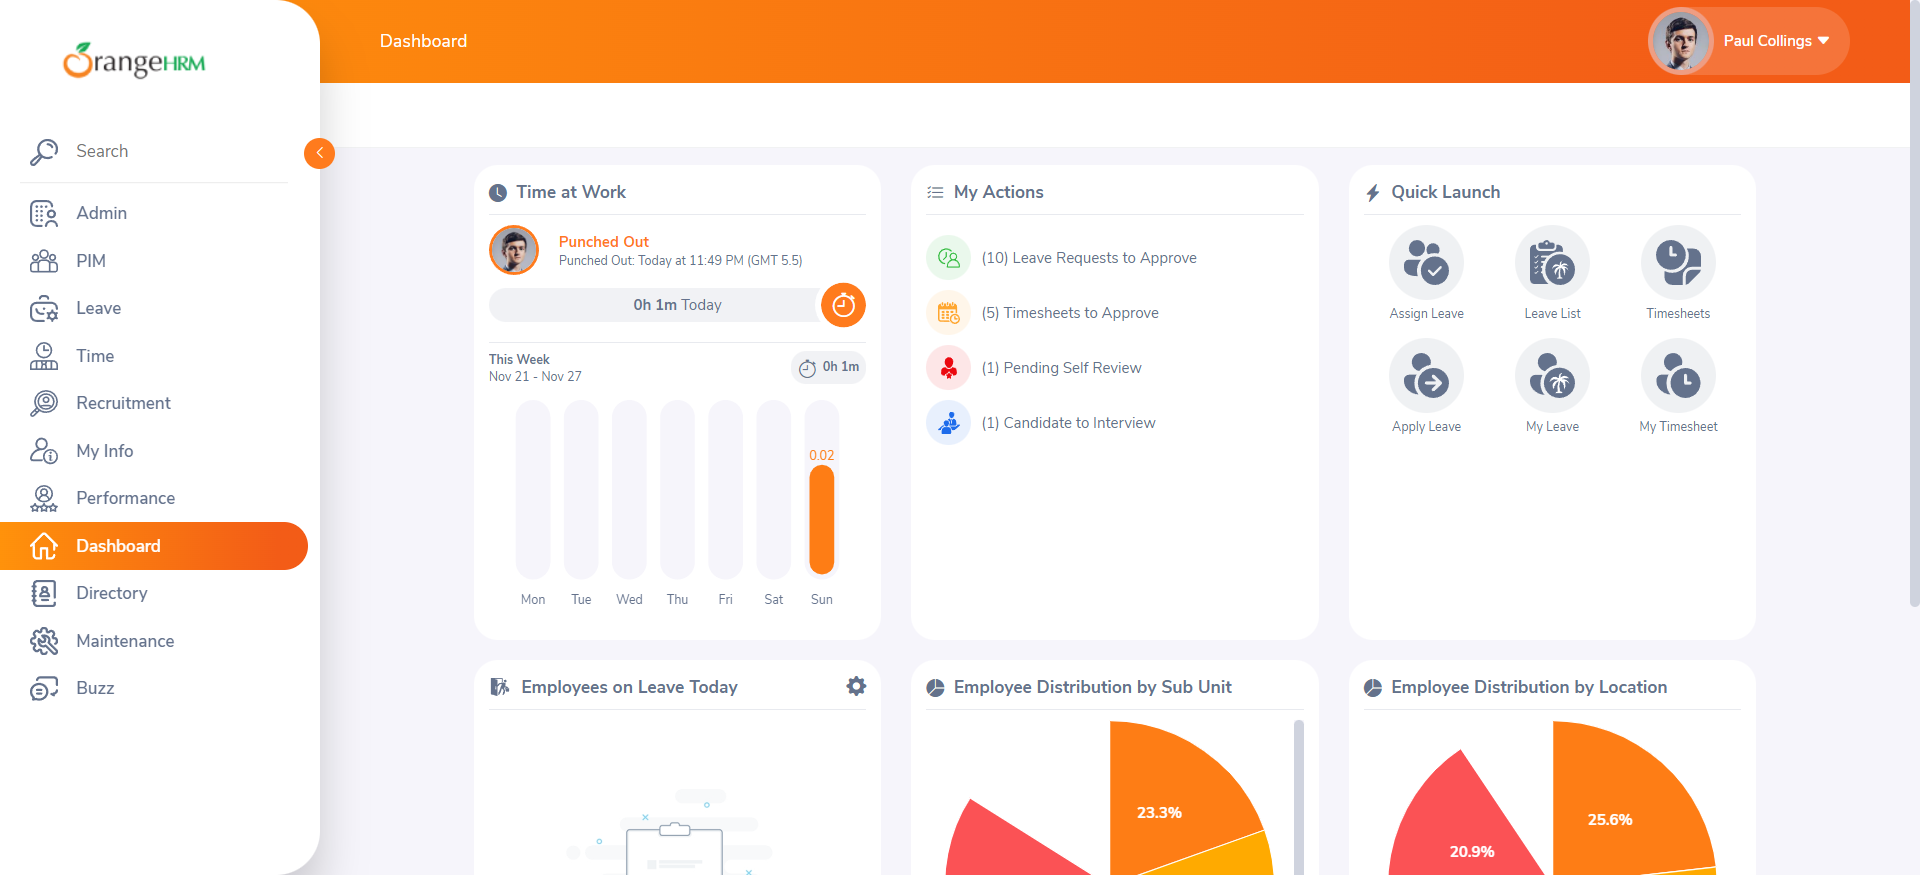 OrangeHRM
Search
Admin
PIM
Leave
Time
Recruitment
My Info
Performance
Dashboard
Directory
Maintenance
Buzz
Dashboard
Paul Collings
Time at Work
Punched Out
Punched Out: Today at 11:49 PM (GMT 5.5)
0h 1m Today
This Week
Nov 21 - Nov 27
0h 1m
0.02
Mon Tue Wed Thu Fri Sat Sun
My Actions
(10) Leave Requests to Approve
(5) Timesheets to Approve
(1) Pending Self Review
(1) Candidate to Interview
Quick Launch
Assign Leave Leave List Timesheets
Apply Leave My Leave My Timesheet
Employees on Leave Today
Employee Distribution by Sub Unit
23.3%
Employee Distribution by Location
25.6%
20.9%